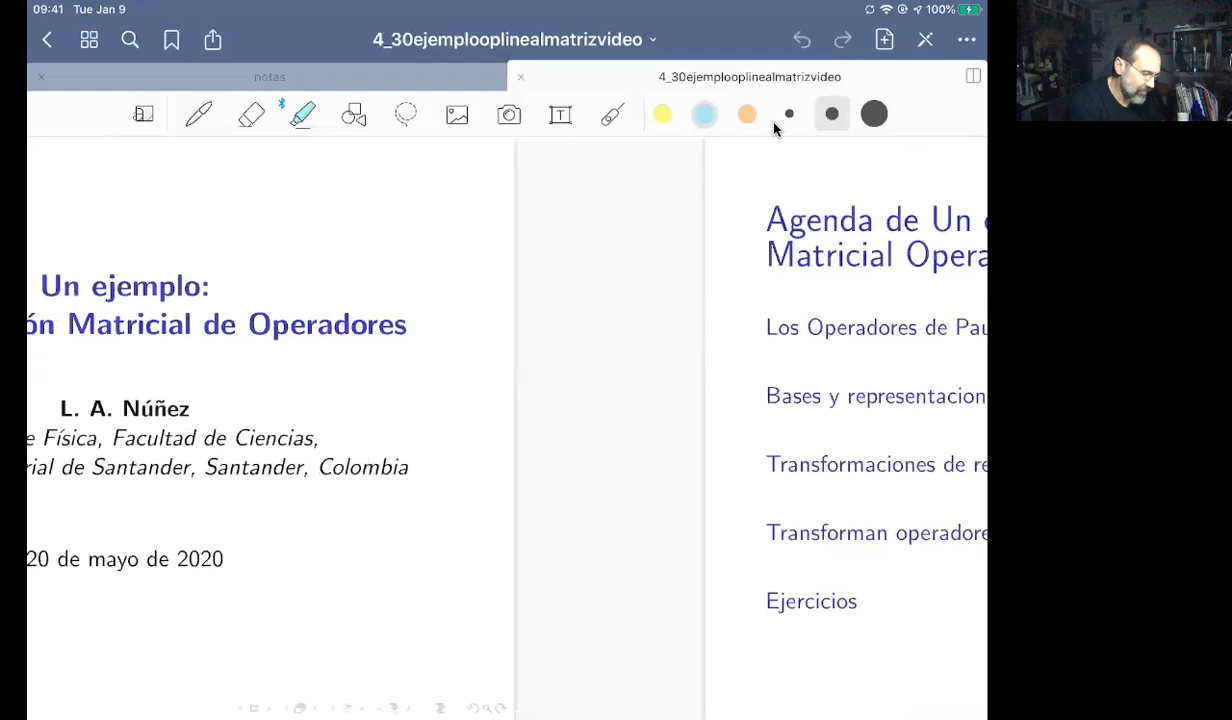 09:41 Tue Jan 9
100%
4_30ejemplooplinealmatrizvideo
notas
4_30ejemplooplinealmatrizvideo
Un ejemplo:
ón Matricial de Operadores
L. A. Núñez
e Física, Facultad de Ciencias,
rial de Santander, Santander, Colombia
20 de mayo de 2020
Agenda de Un
Matricial Opera
Los Operadores de Pau
Bases y representacion
Transformaciones de re
Transforman operadore
Ejercicios